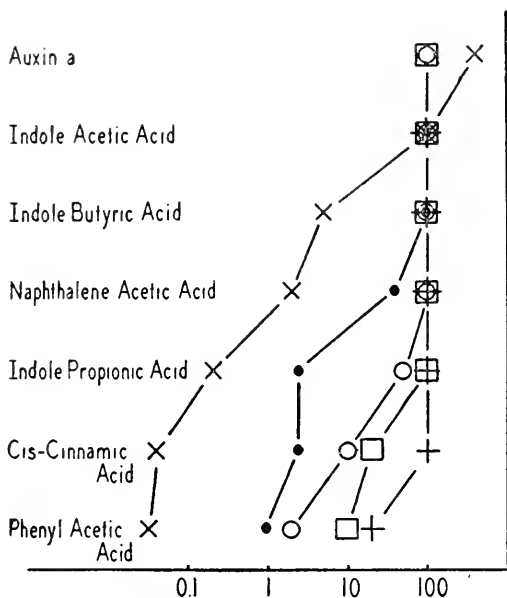 Auxin a
Indole Acetic Acid
Indole Butyric Acid
Naphthalene Acetic Acid
Indole Propionic Acid
Cis-Cinnamic
Acid
Phenyl Acetic
Acid
0.1 1 10 100